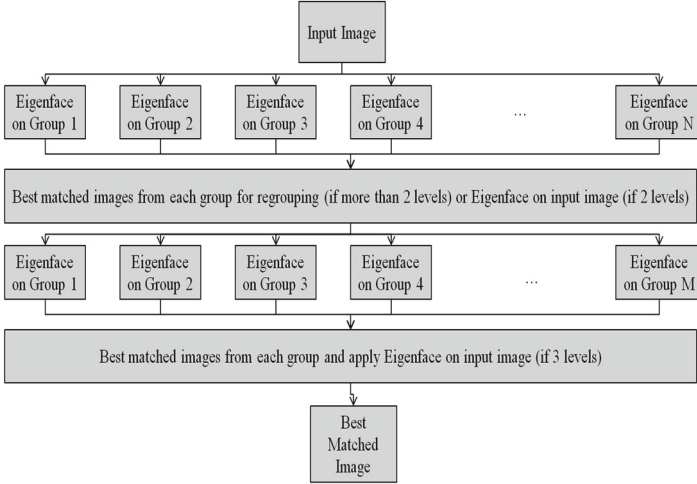 Input Image
Eigenface
on Group 1
Eigenface
on Group 2
Eigenface
on Group 3
Eigenface
on Group 4
...
Eigenface
on Group N
Best matched images from each group for regrouping (if more than 2 levels) or Eigenface on input image (if 2 levels)
Eigenface
on Group 1
Eigenface
on Group 2
Eigenface
on Group 3
Eigenface
on Group 4
...
Eigenface
on Group M
Best matched images from each group and apply Eigenface on input image (if 3 levels)
Best
Matched
Image